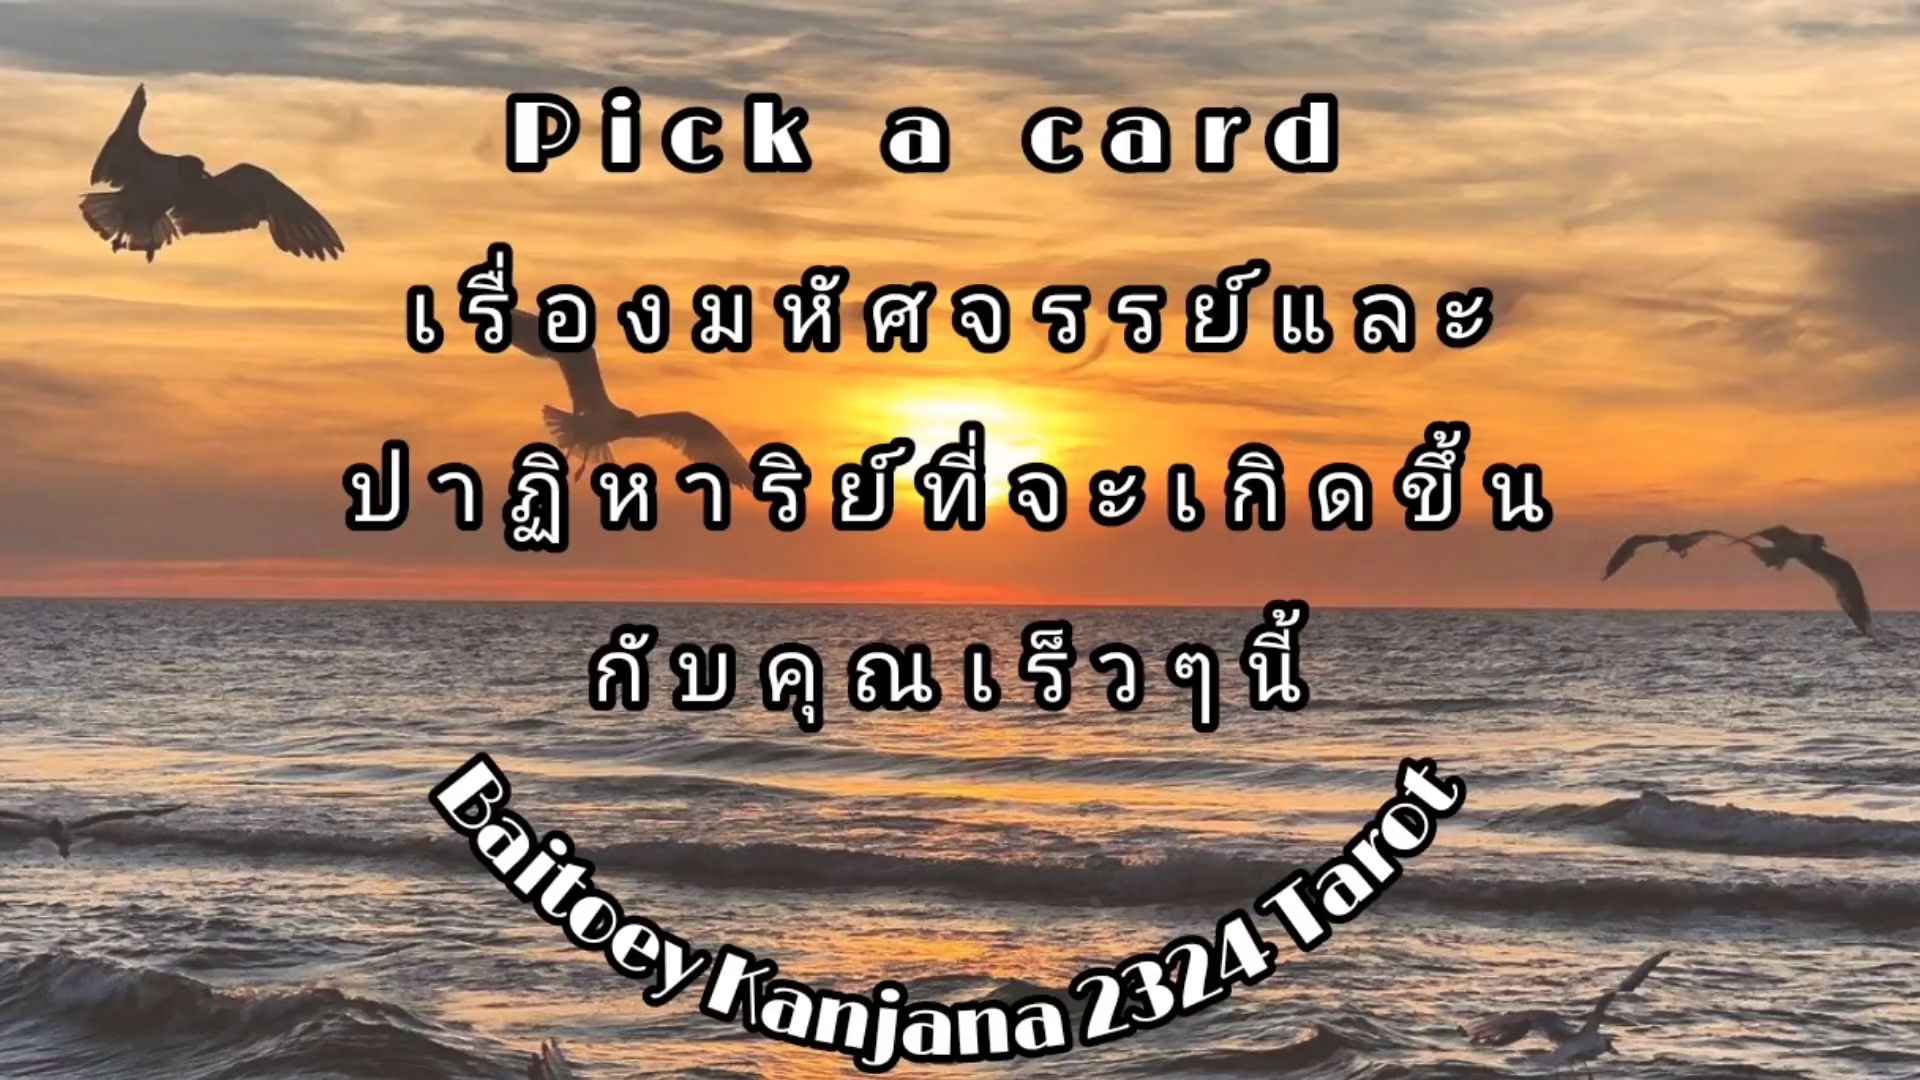 Pick a card
เรื่องมหัศจรรย์และ
ปาฏิหาริย์ที่จะเกิดขึ้น
กับคุณเร็วๆนี้
Baitoey Kanjana 2324 Tarot